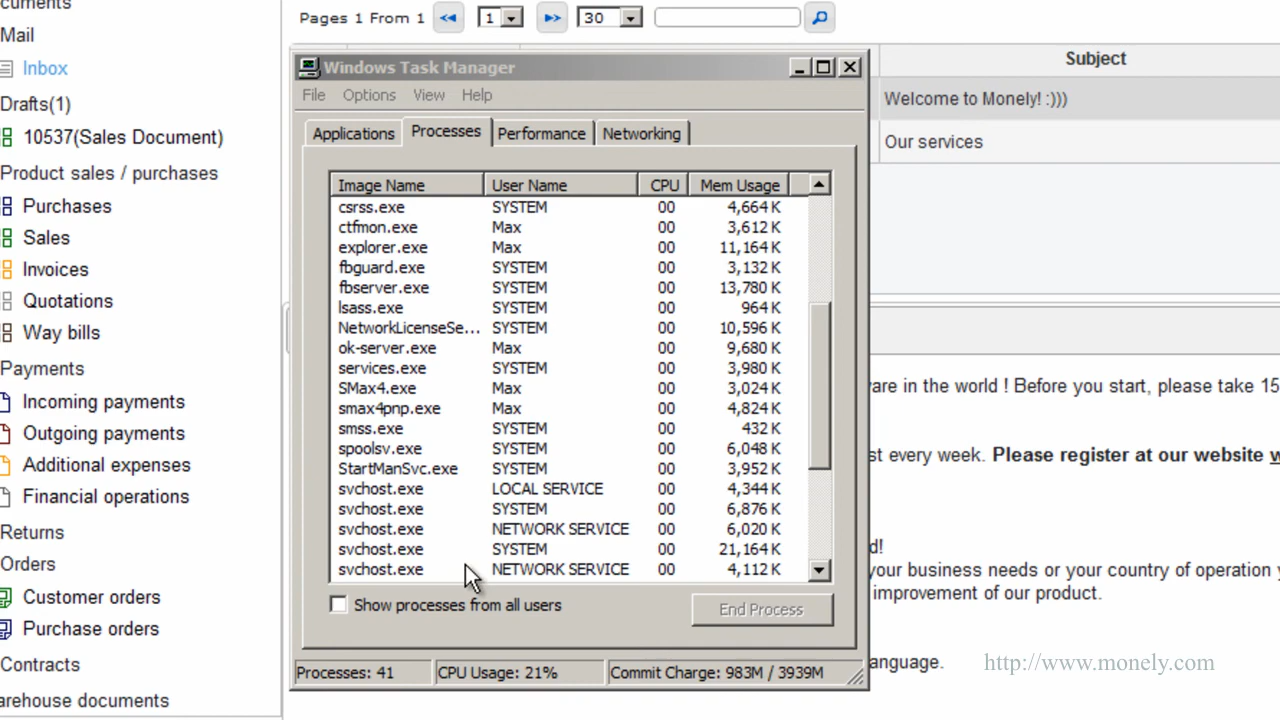 cuments
Mail
Inbox
Drafts(1)
10537(Sales Document)
Product sales / purchases
Purchases
Sales
Invoices
Quotations
Way bills
Payments
Incoming payments
Outgoing payments
Additional expenses
Financial operations
Returns
Orders
Customer orders
Purchase orders
Contracts
arehouse documents
Pages 1 From 1 1 30
Subject
Welcome to Monely! :)))
Our services
Windows Task Manager
File Options View Help
Applications Processes Performance Networking
Image Name User Name CPU Mem Usage
csrss.exe SYSTEM 00 4,664 K
ctfmon.exe Max 00 3,612 K
explorer.exe Max 00 11,164 K
fbguard.exe SYSTEM 00 3,132 K
fbserver.exe SYSTEM 00 13,780 K
lsass.exe SYSTEM 00 964 K
NetworkLicenseSe... SYSTEM 00 10,596 K
ok-server.exe Max 00 9,680 K
services.exe SYSTEM 00 3,980 K
SMax4.exe Max 00 3,024 K
smax4pnp.exe Max 00 4,824 K
smss.exe SYSTEM 00 432 K
spoolsv.exe SYSTEM 00 6,048 K
StartManSvc.exe SYSTEM 00 3,952 K
svchost.exe LOCAL SERVICE 00 4,344 K
svchost.exe SYSTEM 00 6,876 K
svchost.exe NETWORK SERVICE 00 6,020 K
svchost.exe SYSTEM 00 21,164 K
svchost.exe NETWORK SERVICE 00 4,112 K
Show processes from all users
End Process
Processes: 41 CPU Usage: 21% Commit Charge: 983M / 3939M
are in the world ! Before you start, please take 15
st every week. Please register at our website w
d!
your business needs or your country of operation y
improvement of our product.
anguage.
http://www.monely.com